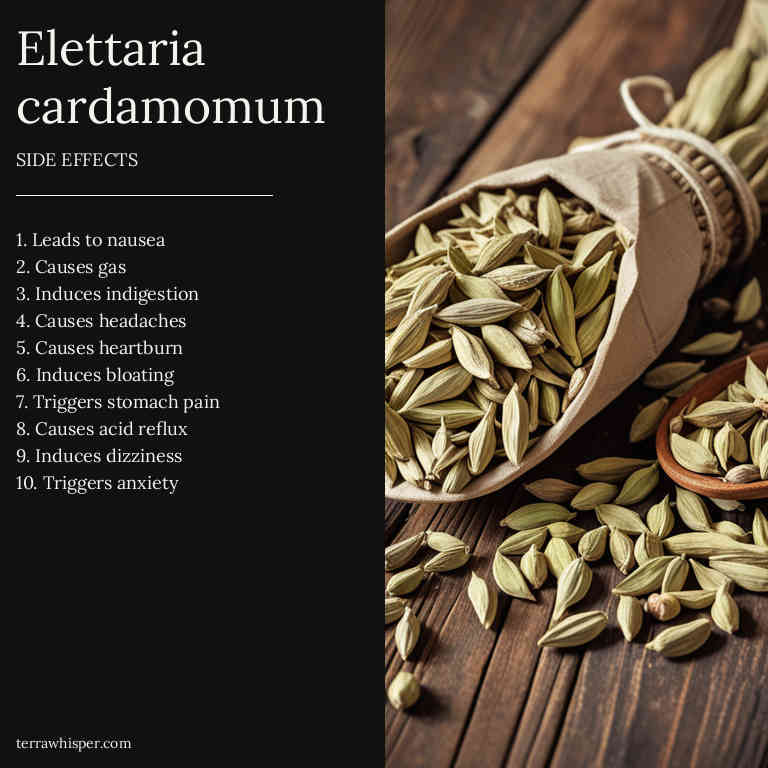 Elettaria
cardamomum
SIDE EFFECTS
1. Leads to nausea
2. Causes gas
3. Induces indigestion
4. Causes headaches
5. Causes heartburn
6. Induces bloating
7. Triggers stomach pain
8. Causes acid reflux
9. Induces dizziness
10. Triggers anxiety
terrawhisper.com